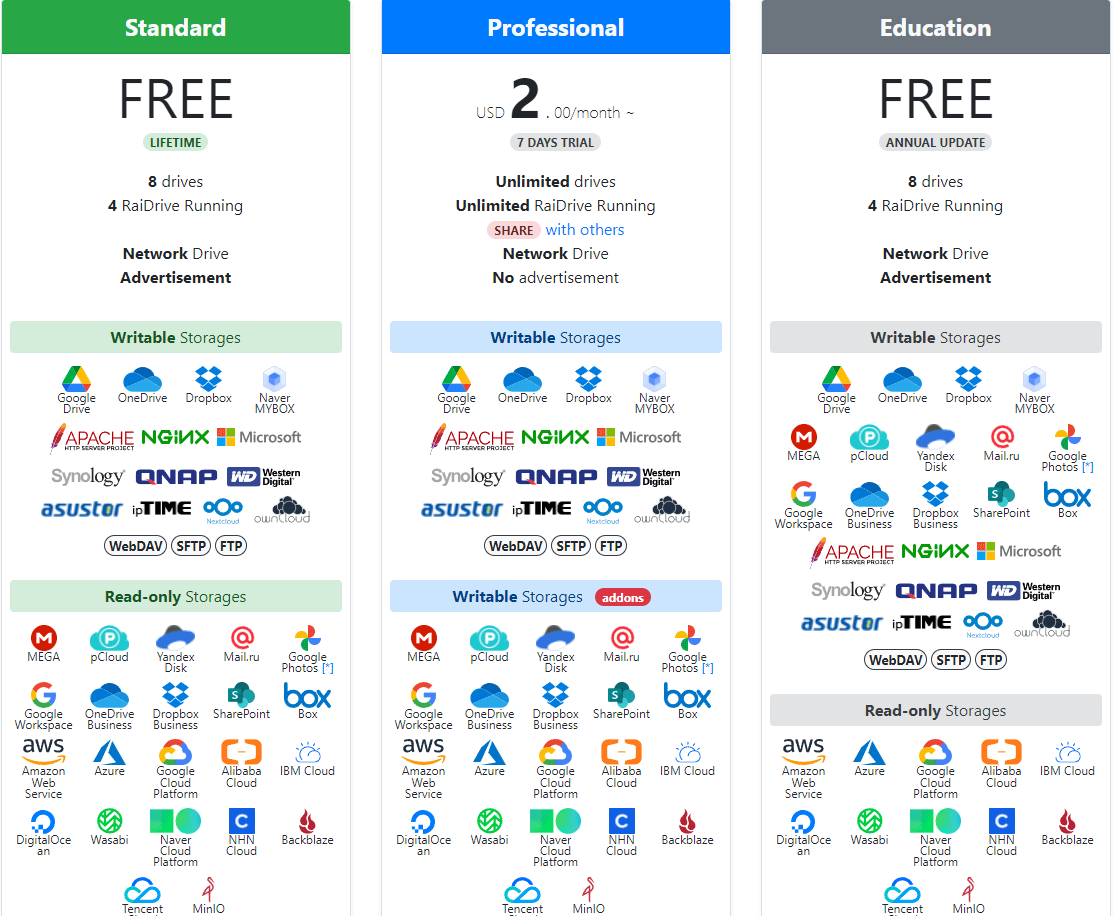 Standard
FREE
LIFETIME
8 drives
4 RaiDrive Running
Network Drive
Advertisement
Writable Storages
Google Drive
OneDrive
Dropbox
Naver MYBOX
APACHE HTTP SERVER PROJECT NGINX Microsoft
Synology QNAP WD Western Digital
asustor ipTIME Nextcloud ownCloud
WebDAV SFTP FTP
Read-only Storages
MEGA
pCloud
Yandex Disk
Mail.ru
Google Photos [*]
Google Workspace
OneDrive Business
Dropbox Business
SharePoint
box Box
aws Amazon Web Service
Azure
Google Cloud Platform
Alibaba Cloud
IBM Cloud
DigitalOcean
Wasabi
Naver Cloud Platform
NHN Cloud
Backblaze
Tencent
MinIO
Professional
USD 2 . 00/month ~
7 DAYS TRIAL
Unlimited drives
Unlimited RaiDrive Running
SHARE with others
Network Drive
No advertisement
Writable Storages
Google Drive
OneDrive
Dropbox
Naver MYBOX
APACHE HTTP SERVER PROJECT NGINX Microsoft
Synology QNAP WD Western Digital
asustor ipTIME Nextcloud ownCloud
WebDAV SFTP FTP
Writable Storages addons
MEGA
pCloud
Yandex Disk
Mail.ru
Google Photos [*]
Google Workspace
OneDrive Business
Dropbox Business
SharePoint
box Box
aws Amazon Web Service
Azure
Google Cloud Platform
Alibaba Cloud
IBM Cloud
DigitalOcean
Wasabi
Naver Cloud Platform
NHN Cloud
Backblaze
Tencent
MinIO
Education
FREE
ANNUAL UPDATE
8 drives
4 RaiDrive Running
Network Drive
Advertisement
Writable Storages
Google Drive
OneDrive
Dropbox
Naver MYBOX
MEGA
pCloud
Yandex Disk
Mail.ru
Google Photos [*]
Google Workspace
OneDrive Business
Dropbox Business
SharePoint
box Box
APACHE HTTP SERVER PROJECT NGINX Microsoft
Synology QNAP WD Western Digital
asustor ipTIME Nextcloud ownCloud
WebDAV SFTP FTP
Read-only Storages
aws Amazon Web Service
Azure
Google Cloud Platform
Alibaba Cloud
IBM Cloud
DigitalOcean
Wasabi
Naver Cloud Platform
NHN Cloud
Backblaze
Tencent
MinIO